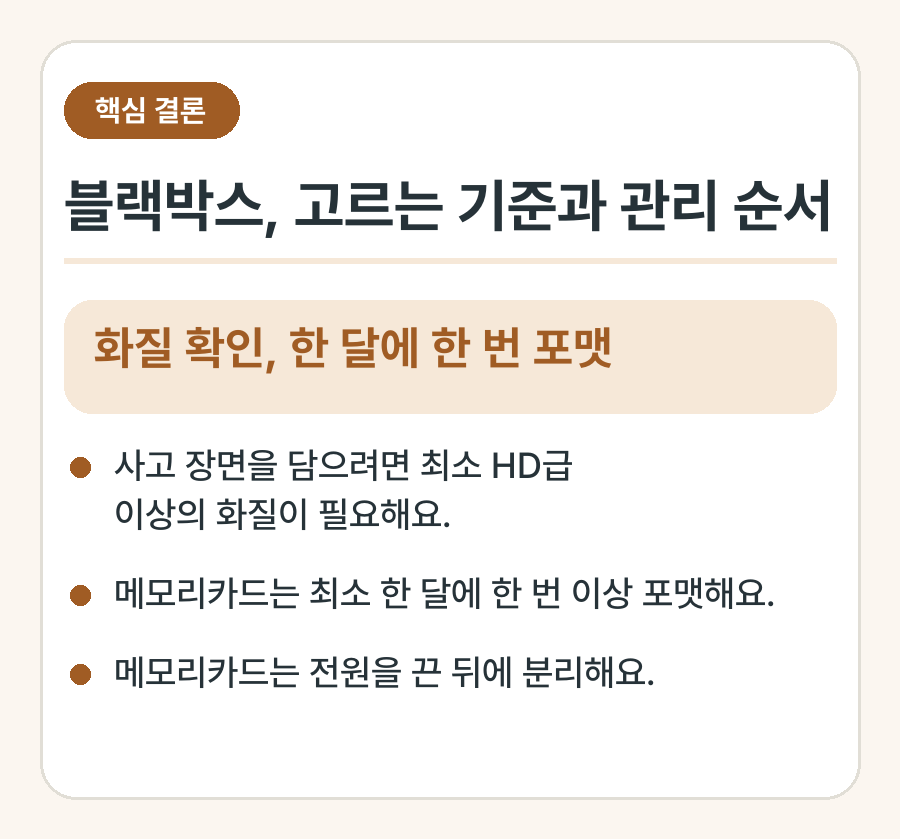 핵심 결론
블랙박스, 고르는 기준과 관리 순서
화질 확인, 한 달에 한 번 포맷
사고 장면을 담으려면 최소 HD급
이상의 화질이 필요해요.
메모리카드는 최소 한 달에 한 번 이상 포맷해요.
메모리카드는 전원을 끈 뒤에 분리해요.